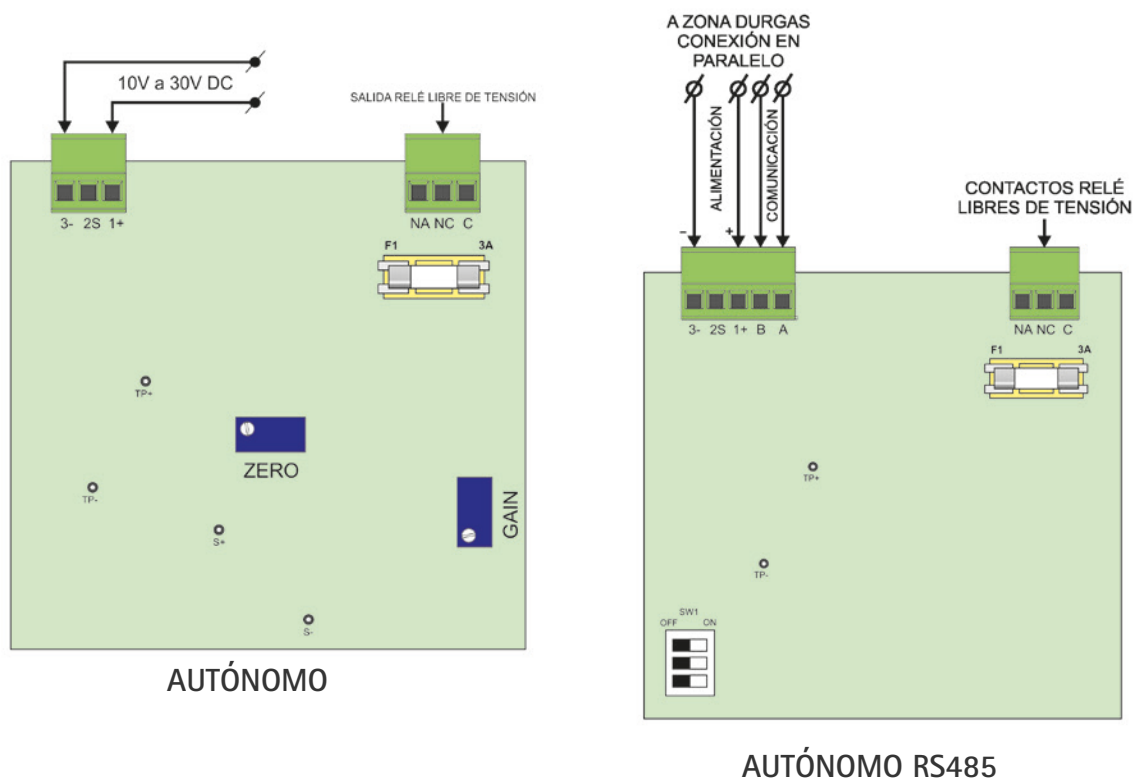 10V a 30V DC
SALIDA RELÉ LIBRE DE TENSIÓN
3- 2S 1+
NA NC C
F1 3A
TP+
ZERO
TP-
GAIN
S+
S-
AUTÓNOMO
A ZONA DURGAS
CONEXIÓN EN
PARALELO
ALIMENTACIÓN
COMUNICACIÓN
- +
CONTACTOS RELÉ
LIBRES DE TENSIÓN
3- 2S 1+ B A
NA NC C
F1 3A
TP+
TP-
SW1
OFF ON
AUTÓNOMO RS485